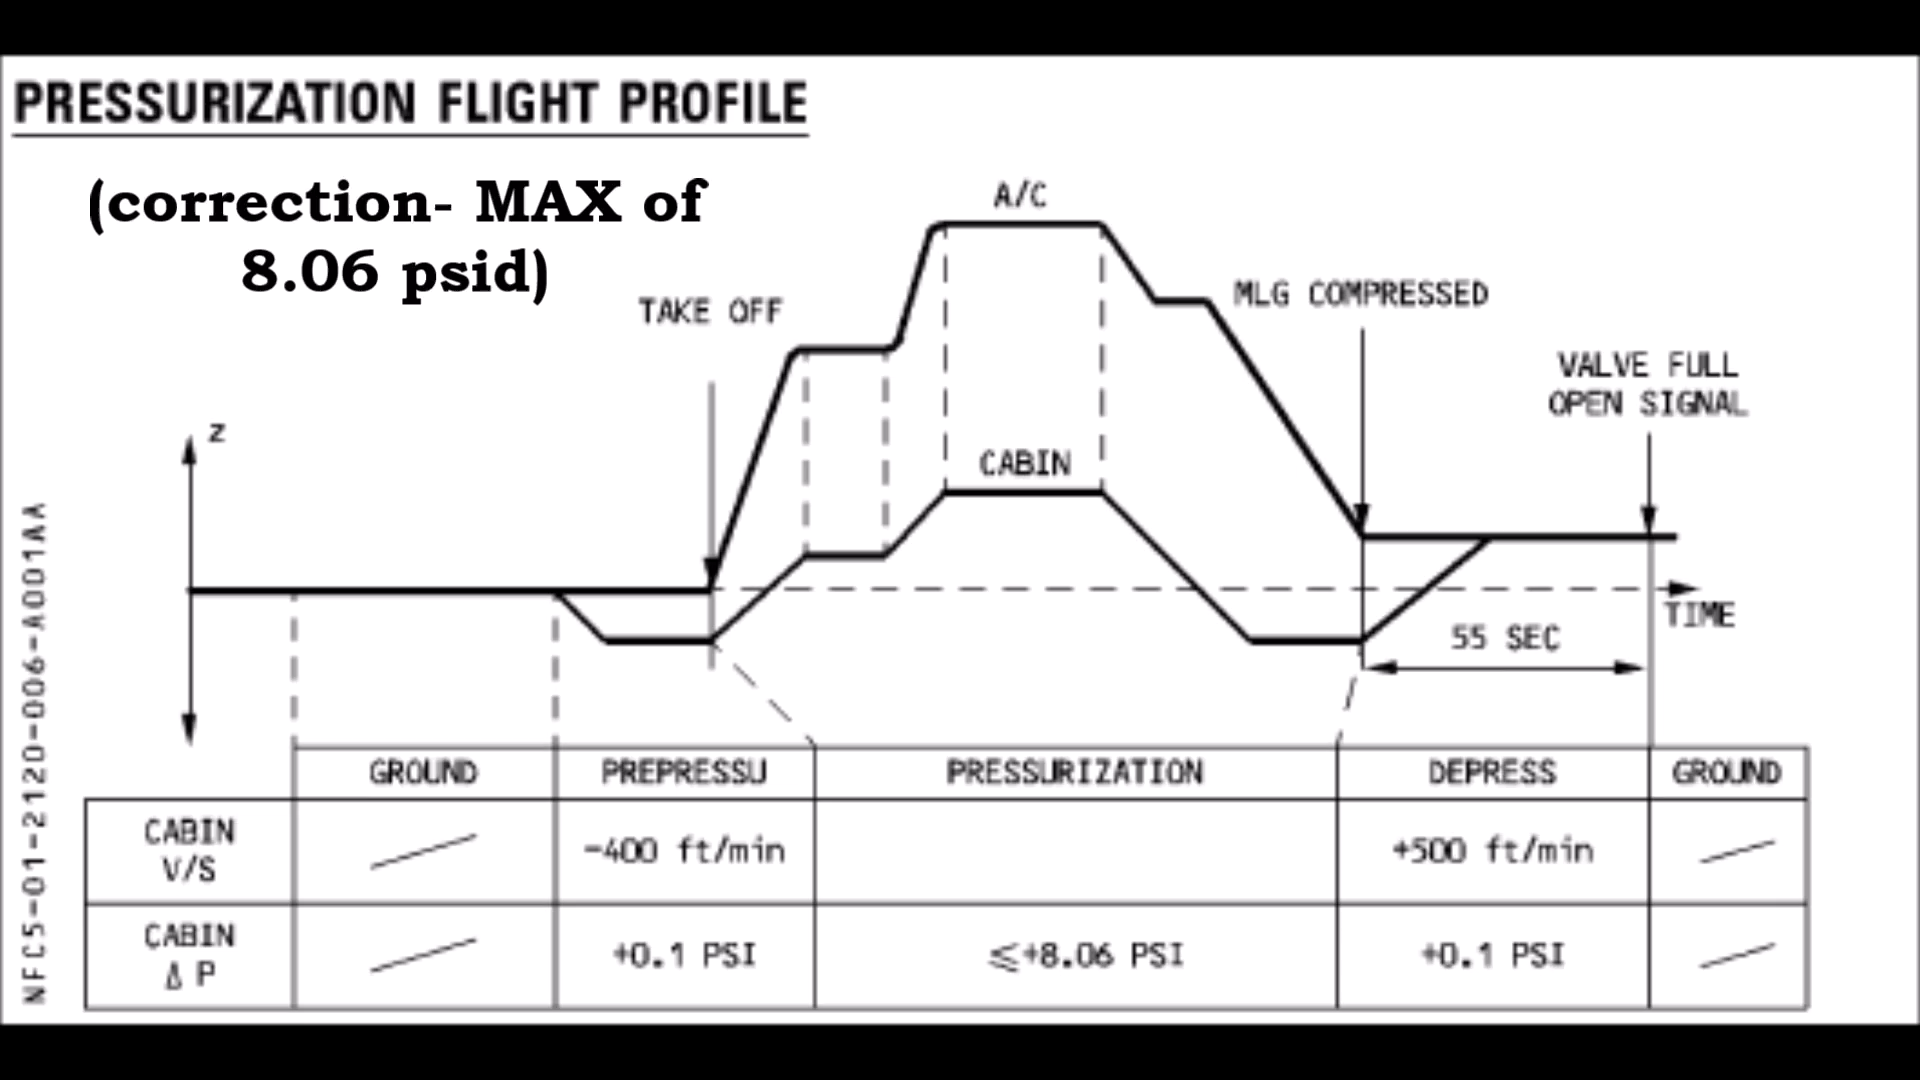 PRESSURIZATION FLIGHT PROFILE
(correction- MAX of
8.06 psid)
A/C
TAKE OFF
MLG COMPRESSED
VALVE FULL
OPEN SIGNAL
Z
CABIN
TIME
55 SEC
GROUND PREPRESSU PRESSURIZATION DEPRESS GROUND
CABIN
V/S
-400 ft/min +500 ft/min
CABIN
Δ P
+0.1 PSI ⩽+8.06 PSI +0.1 PSI
NFC5-01-2120-006-A001AA